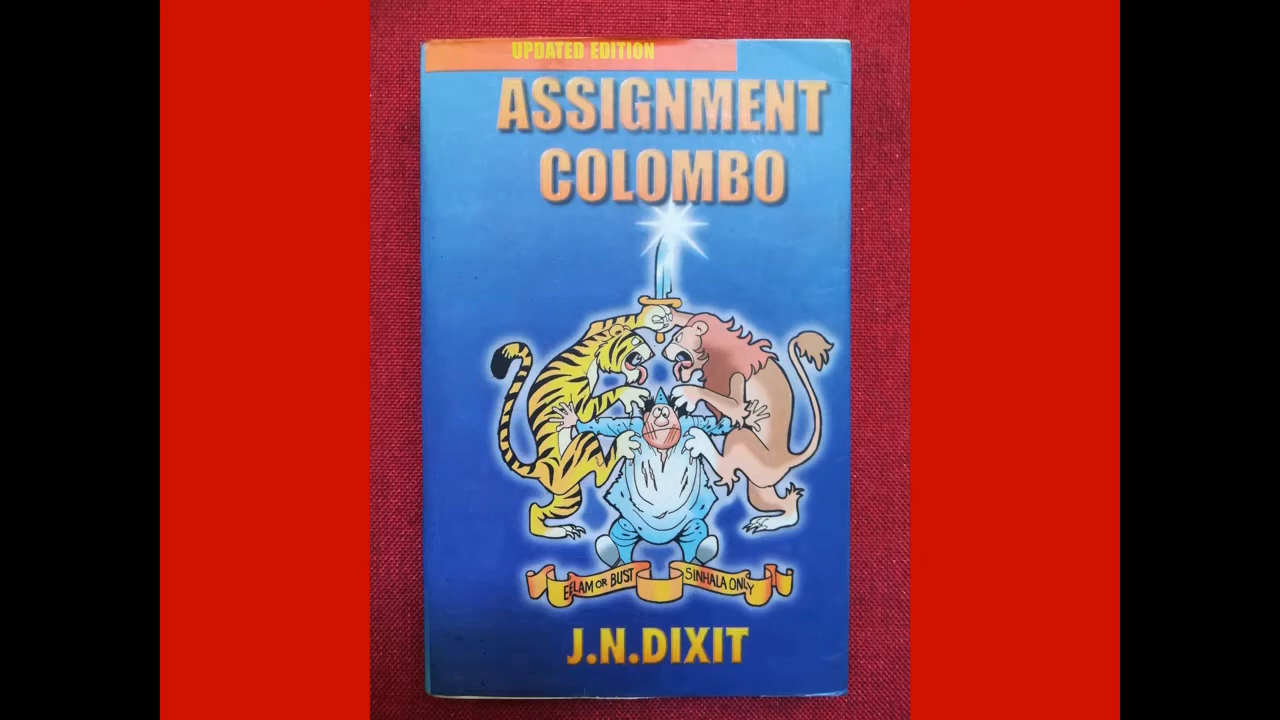 UPDATED EDITION
ASSIGNMENT
COLOMBO
EELAM OR BUST
SINHALA ONLY
J.N.DIXIT